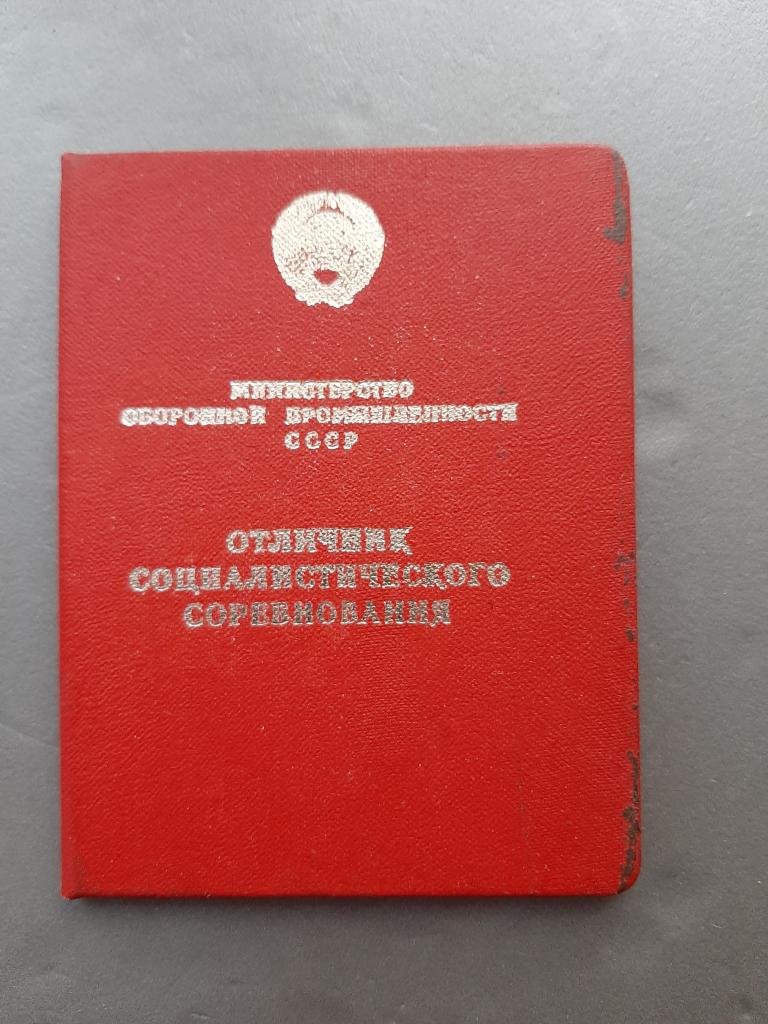 МИНИСТЕРСТВО
ОБОРОННОЙ ПРОМЫШЛЕННОСТИ
СССР
ОТЛИЧНИК
СОЦИАЛИСТИЧЕСКОГО
СОРЕВНОВАНИЯ